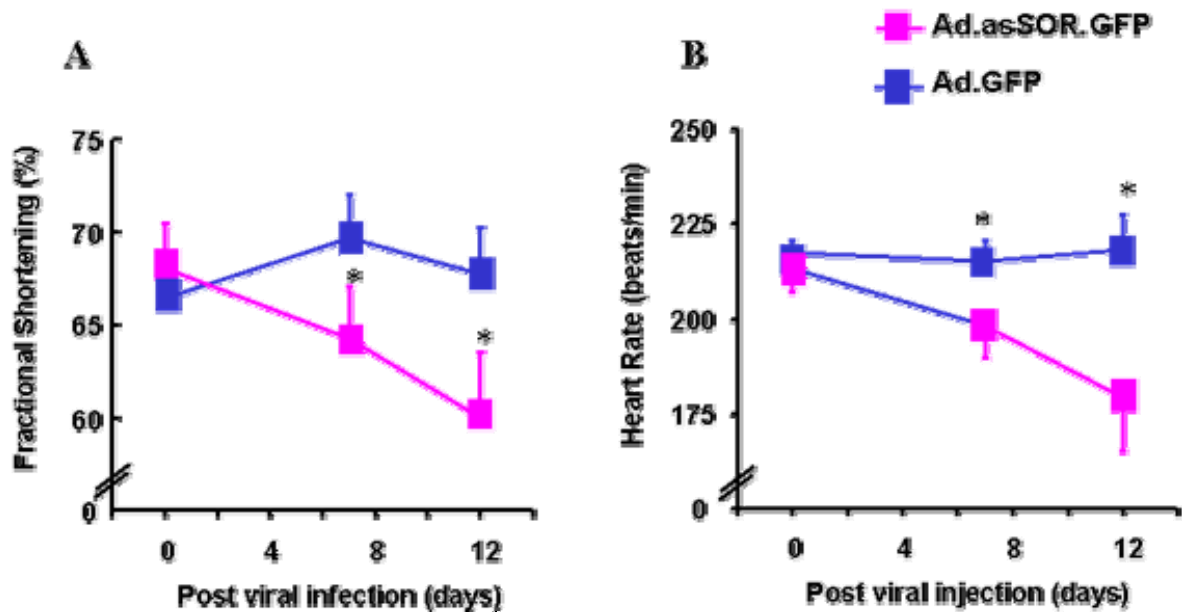 Ad.asSOR.GFP
Ad.GFP
A
B
Fractional Shortening (%)
75
70
65
60
0
0 4 8 12
Post viral infection (days)
*
*
Heart Rate (beats/min)
250
225
200
175
0
0 4 8 12
Post viral injection (days)
*
*